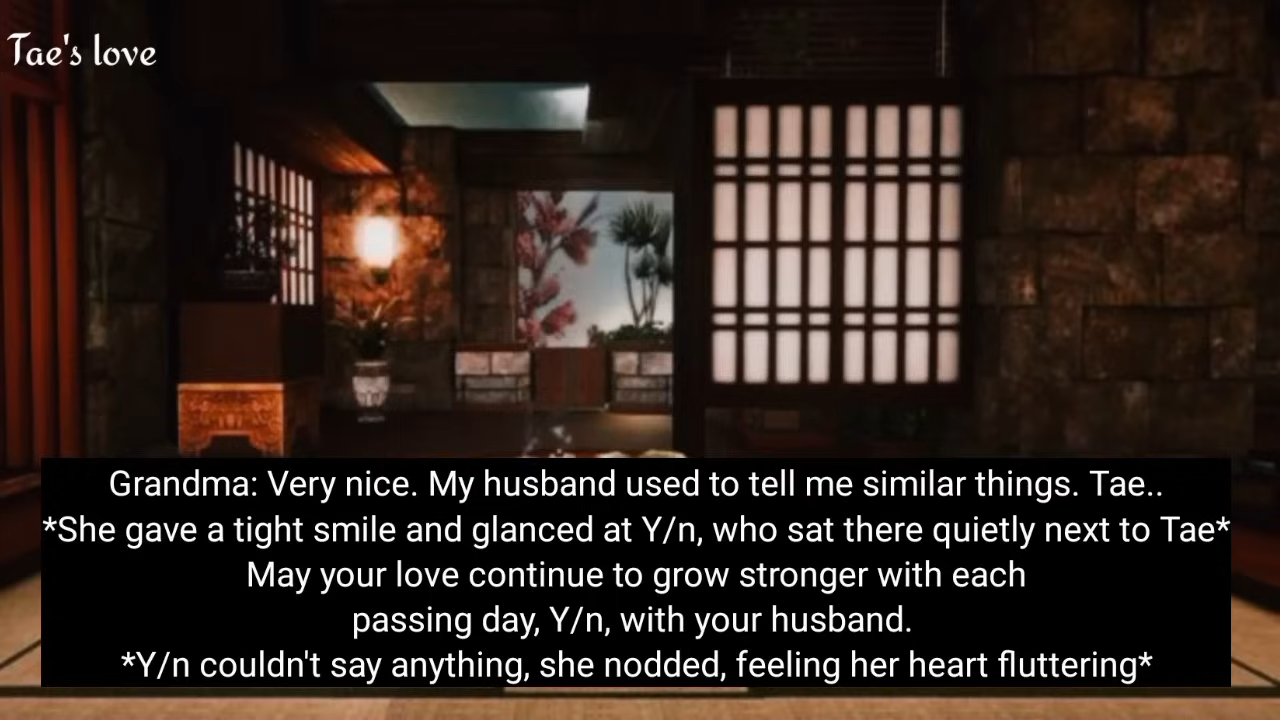 Tae's love
Grandma: Very nice. My husband used to tell me similar things. Tae..
*She gave a tight smile and glanced at Y/n, who sat there quietly next to Tae*
May your love continue to grow stronger with each
passing day, Y/n, with your husband.
*Y/n couldn't say anything, she nodded, feeling her heart fluttering*